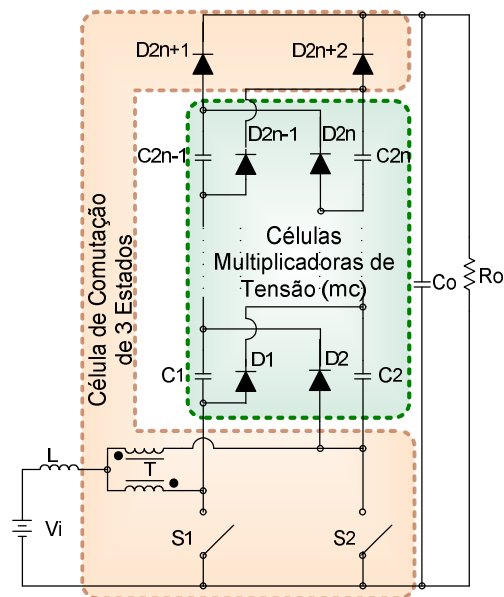 D2n+1
D2n+2
D2n-1
D2n
C2n-1
C2n
Células
Multiplicadoras de
Tensão (mc)
Célula de Comutação
de 3 Estados
Co
Ro
D1
D2
C1
C2
L
T
Vi
S1
S2